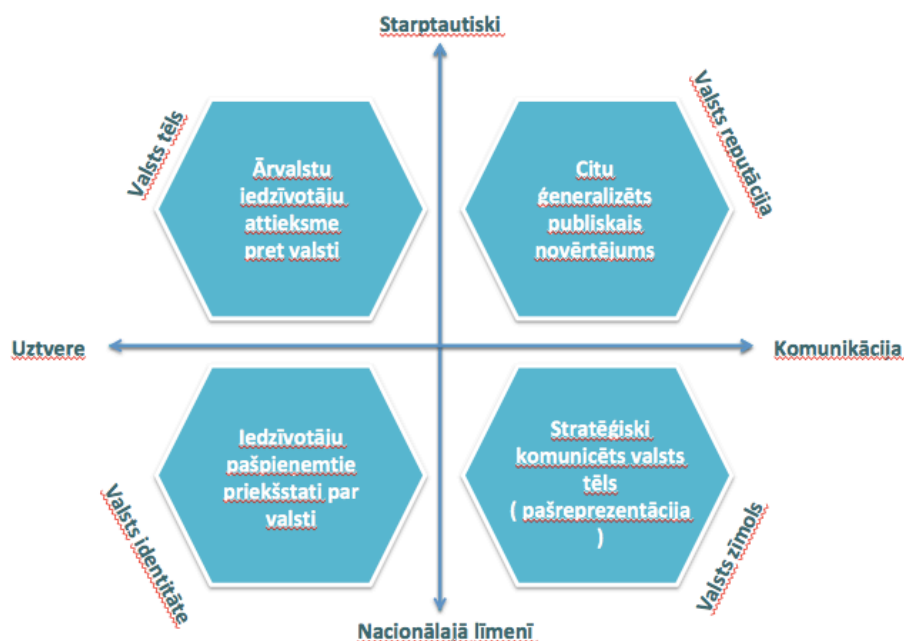 Starptautiski
Valsts tēls
Ārvalstu
iedzīvotāju
attieksme
pret valsti
Citu
ģeneralizēts
publiskais
novērtējums
Valsts reputācija
Uztvere
Komunikācija
Iedzīvotāju
pašpieņemtie
priekšstati par
valsti
Valsts identitāte
Stratēģiski
komunicēts valsts
tēls
( pašreprezentācija
)
Valsts zīmols
Nacionālajā līmenī